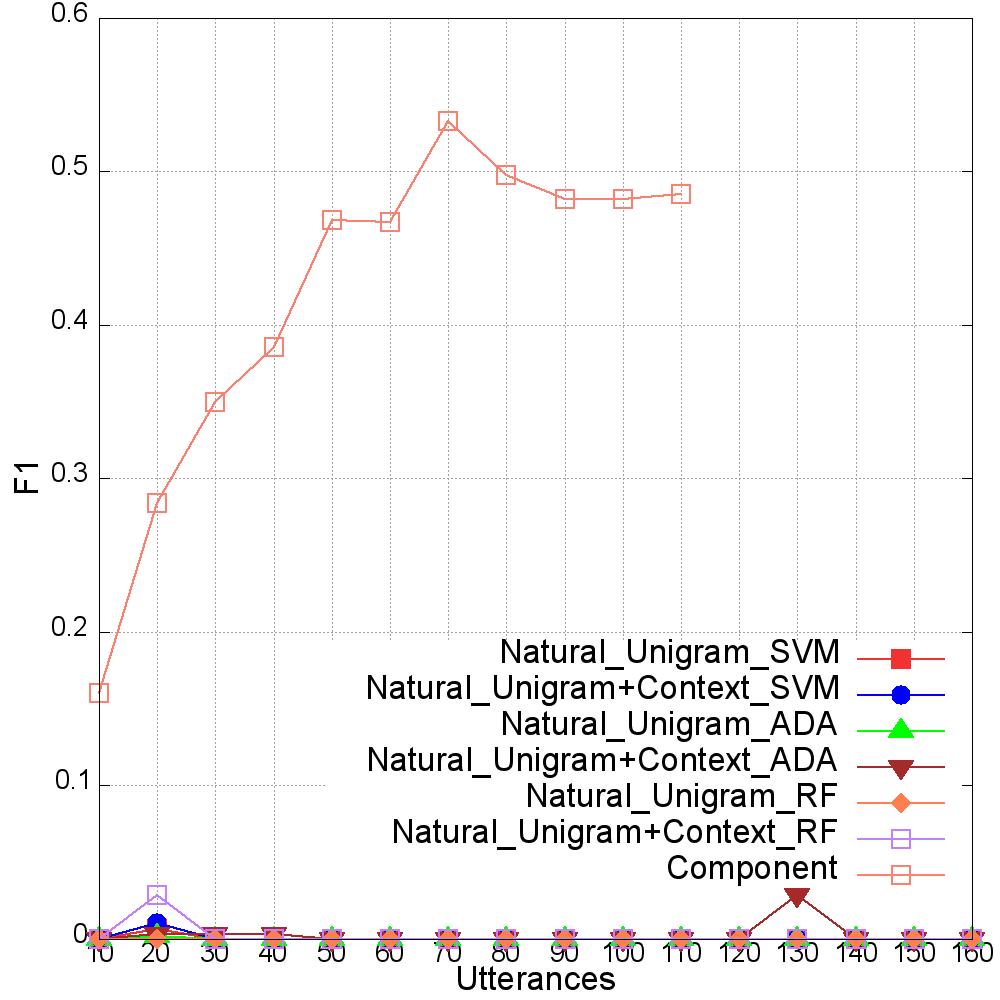 0.6
0.5
0.4
0.3
0.2
0.1
0
F1
Natural_Unigram_SVM
Natural_Unigram+Context_SVM
Natural_Unigram_ADA
Natural_Unigram+Context_ADA
Natural_Unigram_RF
Natural_Unigram+Context_RF
Component
10 20 30 40 50 60 70 80 90 100 110 120 130 140 150 160
Utterances